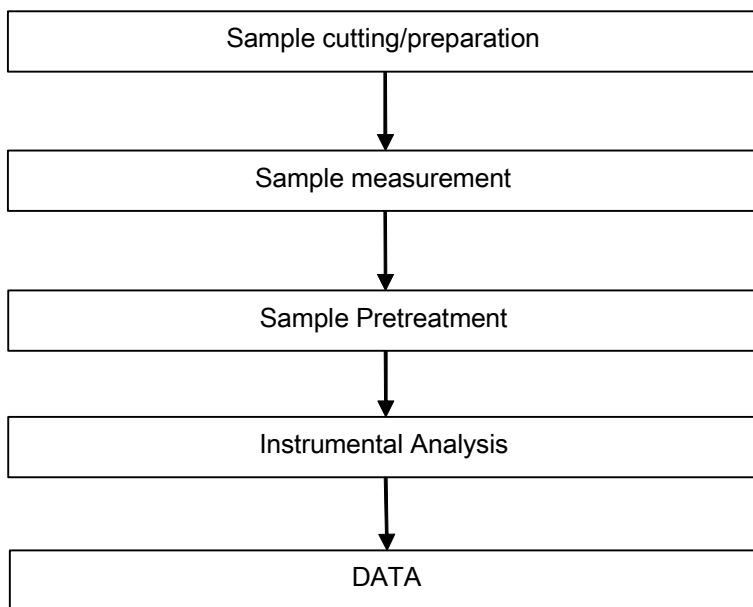 Sample cutting/preparation
Sample measurement
Sample Pretreatment
Instrumental Analysis
DATA